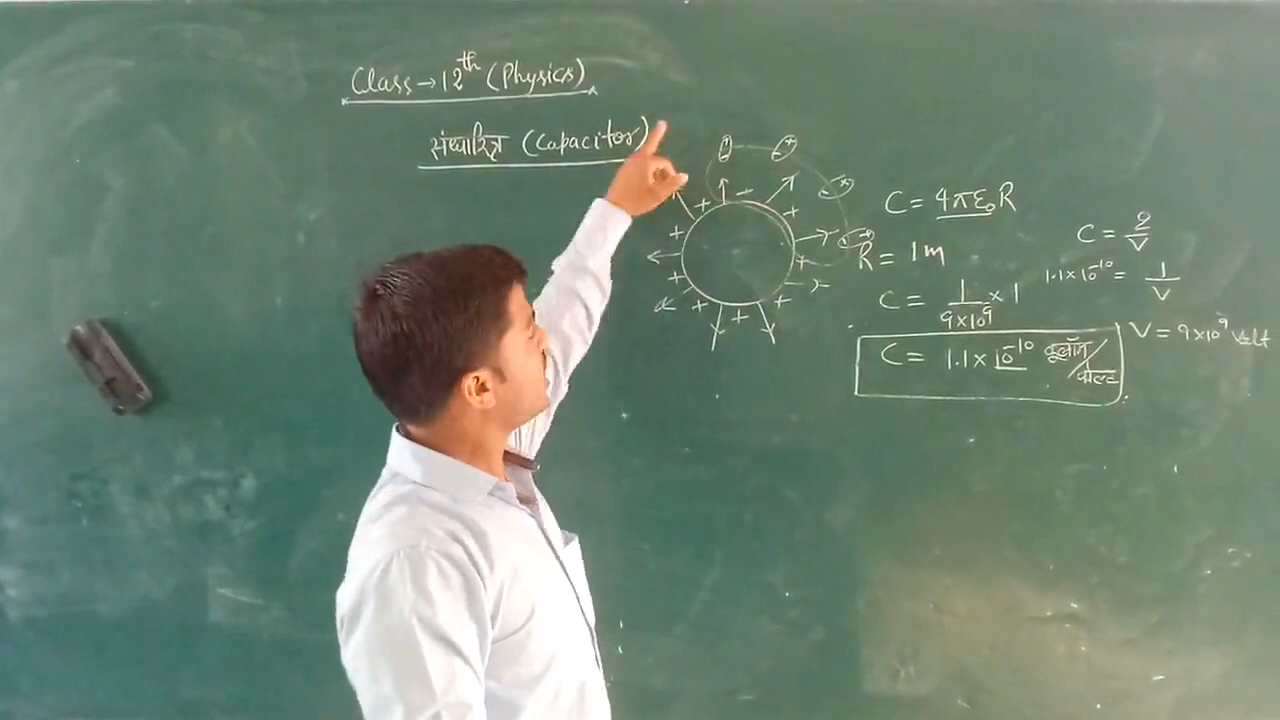 Class → 12th (Physics)
संधारित्र (Capacitor)
C = 4πε₀R
R = 1m
C = 1/9×10⁹ × 1
C = 1.1 × 10⁻¹⁰ कूलॉम/वोल्ट
C = q/V
1.1×10⁻¹⁰ = 1/V
V = 9×10⁹ Volt